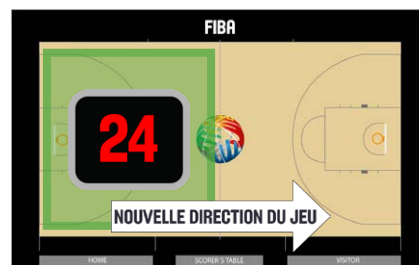 FIBA
24
NOUVELLE DIRECTION DU JEU
HOME SCORER'S TABLE VISITOR